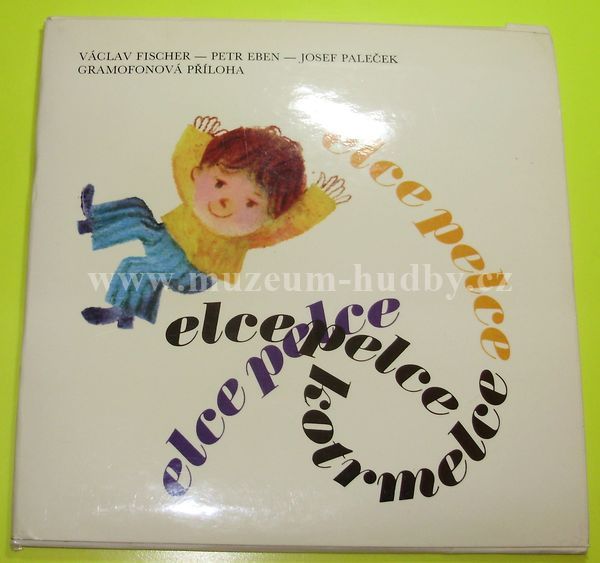 VÁCLAV FISCHER — PETR EBEN — JOSEF PALEČEK
GRAMOFONOVÁ PŘÍLOHA
elce pelce
www.muzeum-hudby.cz
elce pelce
elce pelce
kotrmelce